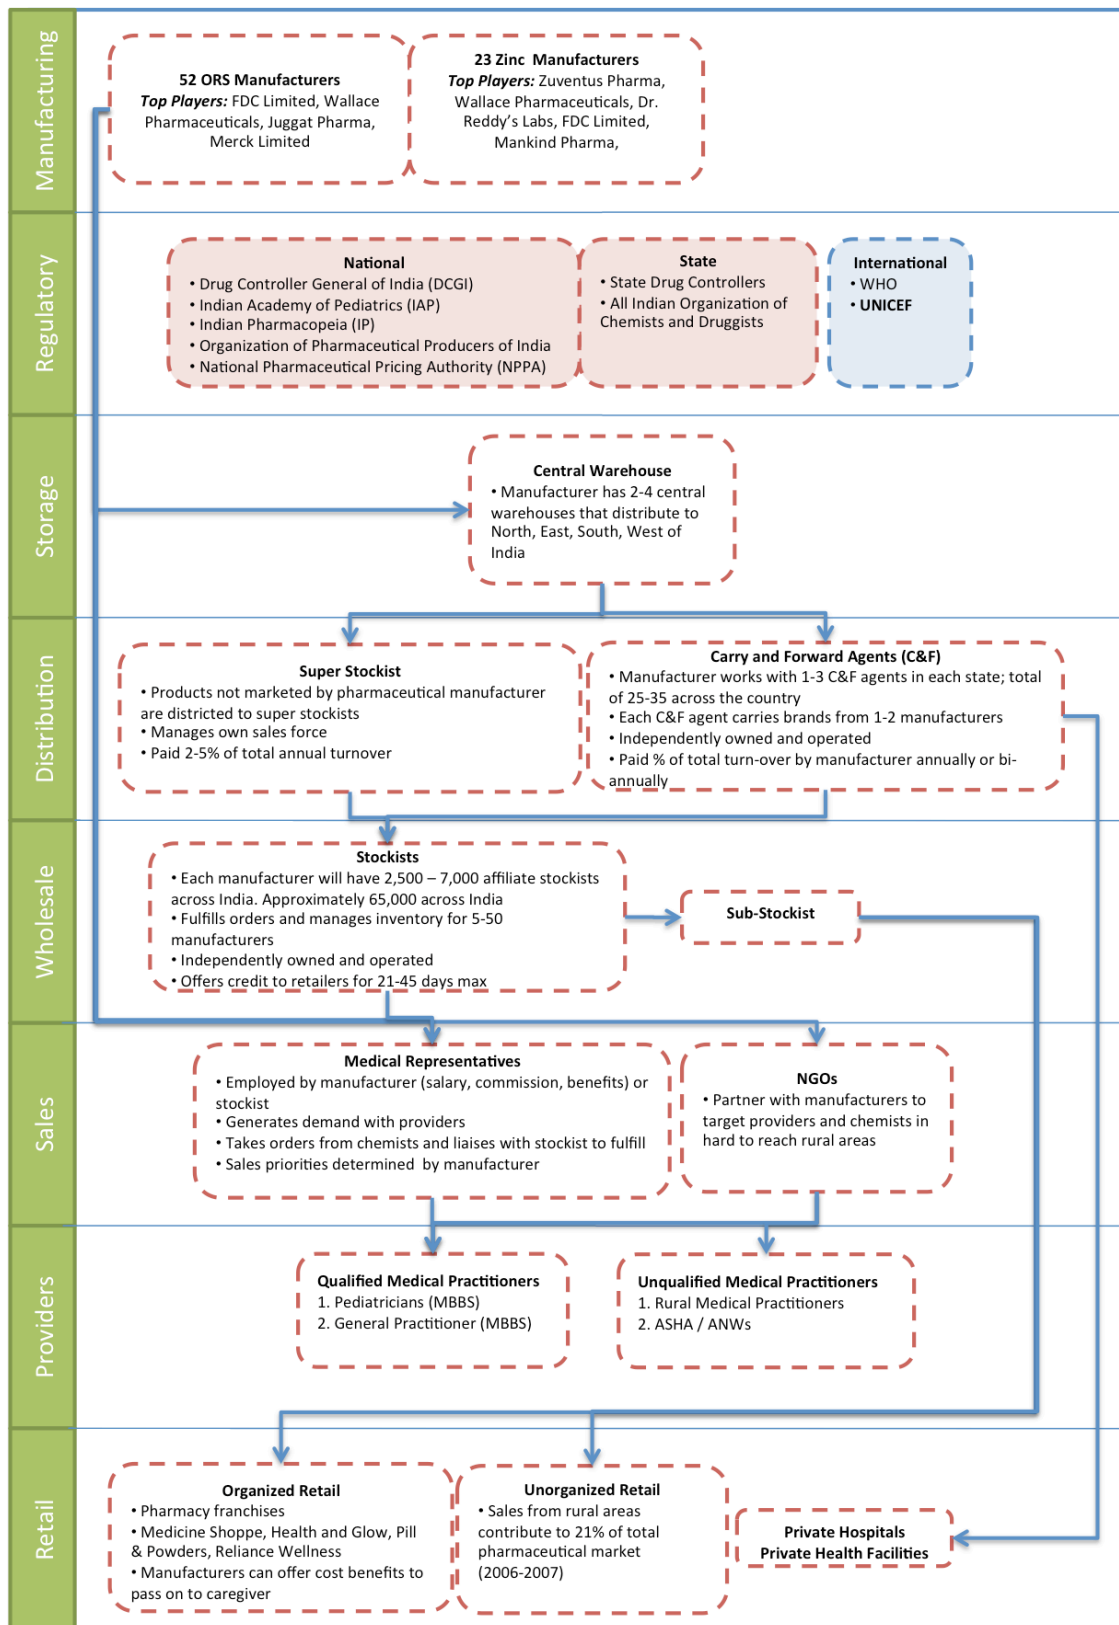 Manufacturing
52 ORS Manufacturers
Top Players: FDC Limited, Wallace
Pharmaceuticals, Juggat Pharma,
Merck Limited
23 Zinc Manufacturers
Top Players: Zuventus Pharma,
Wallace Pharmaceuticals, Dr.
Reddy's Labs, FDC Limited,
Mankind Pharma,
Regulatory
National
• Drug Controller General of India (DCGI)
• Indian Academy of Pediatrics (IAP)
• Indian Pharmacopeia (IP)
• Organization of Pharmaceutical Producers of India
• National Pharmaceutical Pricing Authority (NPPA)
State
• State Drug Controllers
• All Indian Organization of
Chemists and Druggists
International
• WHO
• UNICEF
Storage
Central Warehouse
• Manufacturer has 2-4 central
warehouses that distribute to
North, East, South, West of
India
Distribution
Super Stockist
• Products not marketed by pharmaceutical manufacturer
are districted to super stockists
• Manages own sales force
• Paid 2-5% of total annual turnover
Carry and Forward Agents (C&F)
• Manufacturer works with 1-3 C&F agents in each state; total
of 25-35 across the country
• Each C&F agent carries brands from 1-2 manufacturers
• Independently owned and operated
• Paid % of total turn-over by manufacturer annually or bi-
annually
Wholesale
Stockists
• Each manufacturer will have 2,500 – 7,000 affiliate stockists
across India. Approximately 65,000 across India
• Fulfills orders and manages inventory for 5-50
manufacturers
• Independently owned and operated
• Offers credit to retailers for 21-45 days max
Sub-Stockist
Sales
Medical Representatives
• Employed by manufacturer (salary, commission, benefits) or
stockist
• Generates demand with providers
• Takes orders from chemists and liaises with stockist to fulfill
• Sales priorities determined by manufacturer
NGOs
• Partner with manufacturers to
target providers and chemists in
hard to reach rural areas
Providers
Qualified Medical Practitioners
1. Pediatricians (MBBS)
2. General Practitioner (MBBS)
Unqualified Medical Practitioners
1. Rural Medical Practitioners
2. ASHA / ANWs
Retail
Organized Retail
• Pharmacy franchises
• Medicine Shoppe, Health and Glow, Pill
& Powders, Reliance Wellness
• Manufacturers can offer cost benefits to
pass on to caregiver
Unorganized Retail
• Sales from rural areas
contribute to 21% of total
pharmaceutical market
(2006-2007)
Private Hospitals
Private Health Facilities